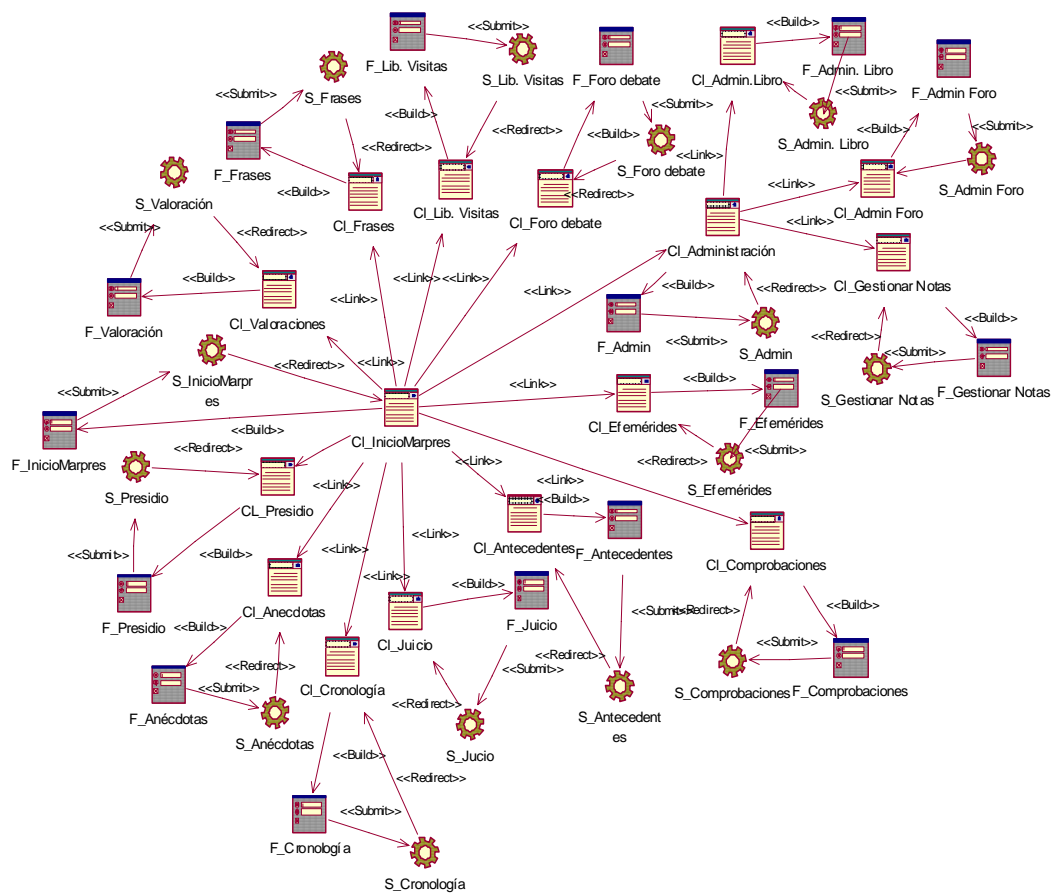 <<Submit>>
<<Build>>
F_Lib. Visitas
S_Lib. Visitas
F_Foro debate
Cl_Admin.Libro
F_Admin. Libro
F_Admin Foro
S_Frases
<<Submit>>
<<Build>>
<<Redirect>>
<<Submit>>
<<Build>>
S_Foro debate
<<Link>>
<<Submit>>
S_Admin. Libro
<<Build>>
<<Submit>>
S_Admin Foro
F_Frases
<<Redirect>>
<<Build>>
Cl_Frases
Cl_Lib. Visitas
<<Redirect>>
Cl_Foro debate
<<Link>>
Cl_Admin Foro
<<Link>>
S_Valoración
<<Submit>>
<<Redirect>>
<<Build>>
F_Valoración
Cl_Valoraciones
<<Link>>
<<Link>>
<<Link>>
<<Link>>
Cl_Administración
<<Build>>
<<Redirect>>
Cl_Gestionar Notas
<<Build>>
F_Admin
<<Submit>>
S_Admin
<<Redirect>>
<<Submit>>
S_Gestionar Notas
F_Gestionar Notas
S_InicioMarpr
es
<<Redirect>>
<<Link>>
<<Submit>>
F_InicioMarpres
<<Build>>
Cl_InicioMarpres
<<Link>>
<<Build>>
Cl_Efemérides
F_Efemérides
<<Redirect>>
<<Submit>>
S_Efemérides
<<Redirect>>
S_Presidio
CL_Presidio
<<Link>>
<<Link>>
<<Link>>
<<Build>>
Cl_Antecedentes
F_Antecedentes
<<Submit>>
<<Build>>
F_Presidio
Cl_Anecdotas
<<Link>>
<<Link>>
Cl_Juicio
<<Build>>
F_Juicio
Cl_Comprobaciones
<<Submit>>
<<Redirect>>
<<Build>>
<<Build>>
<<Redirect>>
<<Submit>>
F_Anécdotas
S_Anécdotas
Cl_Cronología
<<Redirect>>
<<Submit>>
S_Jucio
<<Redirect>>
S_Antecedent
es
<<Submit>>
S_Comprobaciones
F_Comprobaciones
<<Build>>
<<Redirect>>
<<Submit>>
F_Cronología
S_Cronología